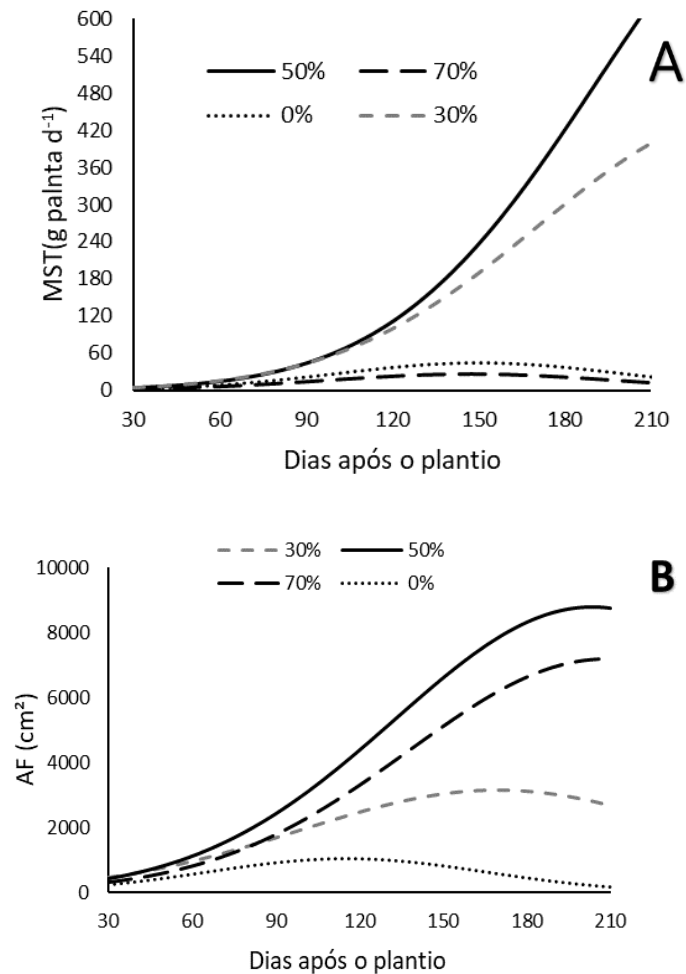 600
540
480
420
360
300
240
180
120
60
0
MST(g palnta d⁻¹)
50% 70%
0% 30%
A
30 60 90 120 150 180 210
Dias após o plantio
30% 50%
70% 0%
B
10000
8000
6000
4000
2000
0
AF (cm²)
30 60 90 120 150 180 210
Dias após o plantio